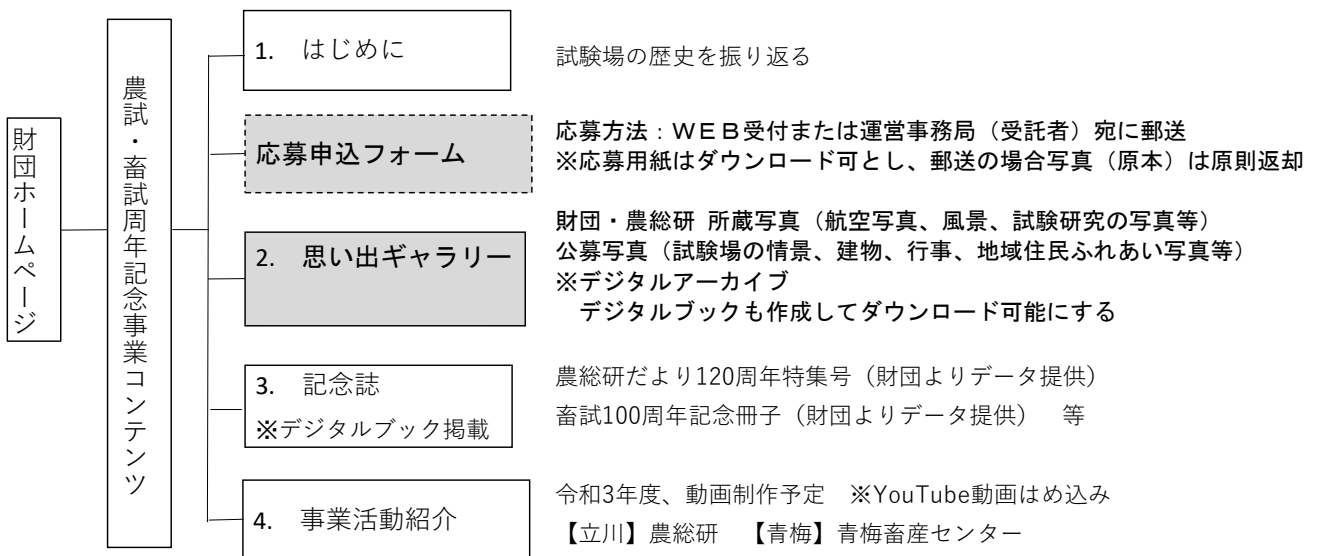 財団ホームページ
農試・畜試周年記念事業コンテンツ
1. はじめに
試験場の歴史を振り返る
応募申込フォーム
応募方法：ＷＥＢ受付または運営事務局（受託者）宛に郵送
※応募用紙はダウンロード可とし、郵送の場合写真（原本）は原則返却
2. 思い出ギャラリー
財団・農総研 所蔵写真（航空写真、風景、試験研究の写真等）
公募写真（試験場の情景、建物、行事、地域住民ふれあい写真等）
※デジタルアーカイブ
デジタルブックも作成してダウンロード可能にする
3. 記念誌
※デジタルブック掲載
農総研だより120周年特集号（財団よりデータ提供）
畜試100周年記念冊子（財団よりデータ提供）　等
4. 事業活動紹介
令和3年度、動画制作予定　※YouTube動画はめ込み
【立川】農総研　【青梅】青梅畜産センター